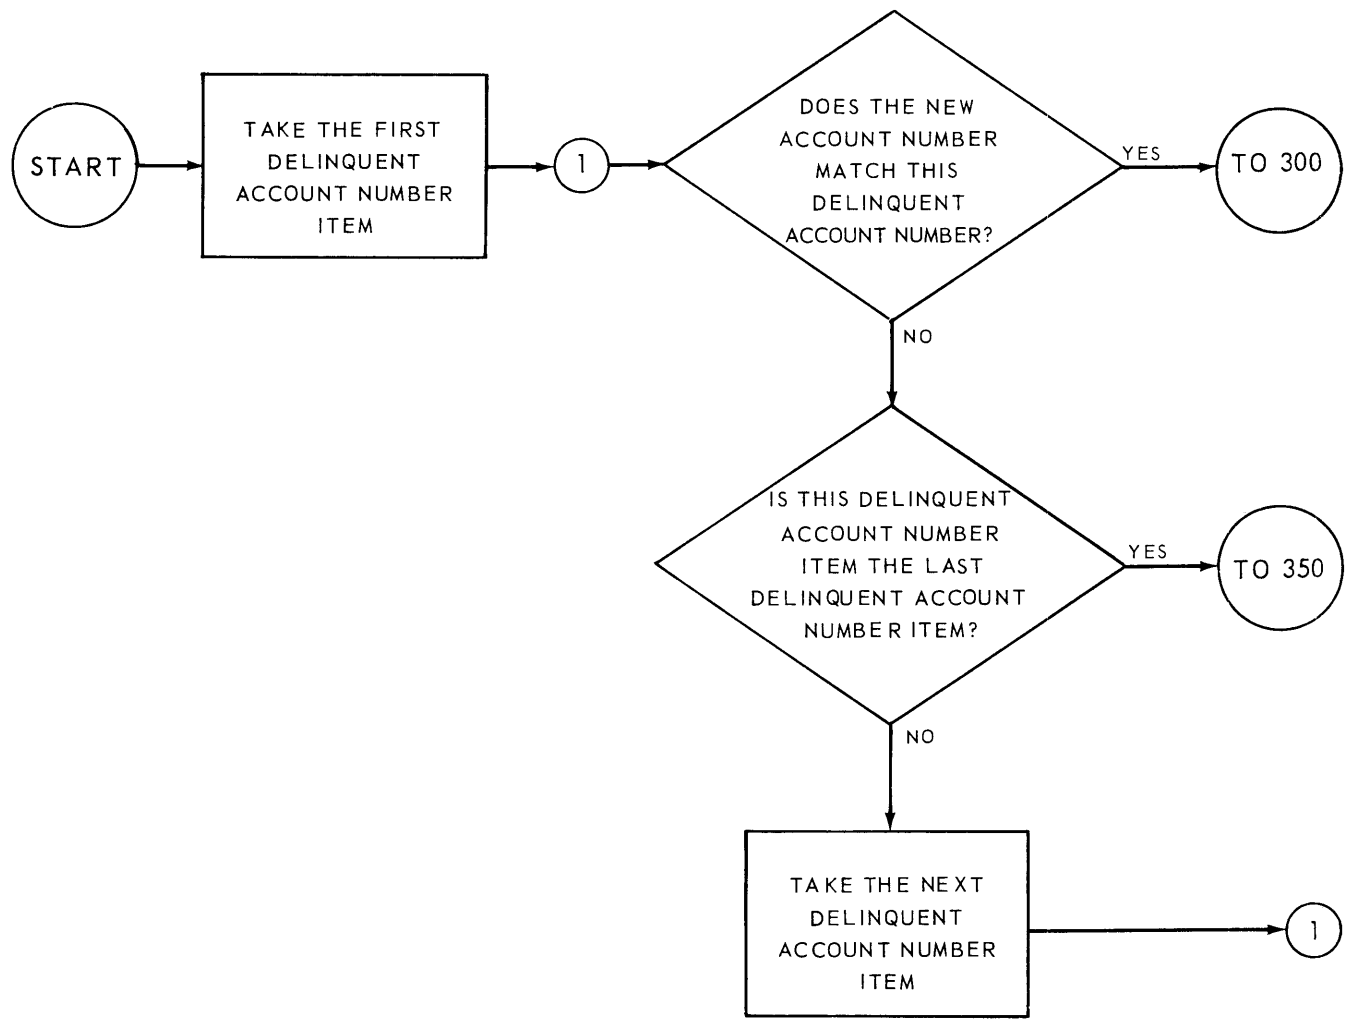 START
TAKE THE FIRST
DELINQUENT
ACCOUNT NUMBER
ITEM
1
DOES THE NEW
ACCOUNT NUMBER
MATCH THIS
DELINQUENT
ACCOUNT NUMBER?
YES
TO 300
NO
IS THIS DELINQUENT
ACCOUNT NUMBER
ITEM THE LAST
DELINQUENT ACCOUNT
NUMBER ITEM?
YES
TO 350
NO
TAKE THE NEXT
DELINQUENT
ACCOUNT NUMBER
ITEM
1